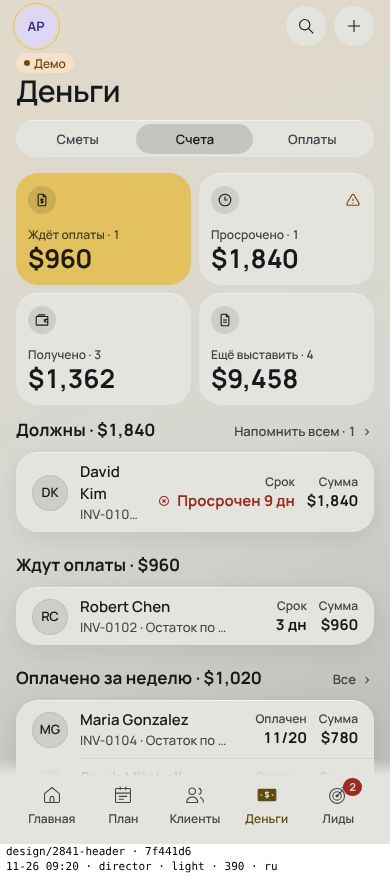 AP
Демо
Деньги
Сметы Счета Оплаты
Ждёт оплаты · 1
$960
Просрочено · 1
$1,840
Получено · 3
$1,362
Ещё выставить · 4
$9,458
Должны · $1,840 Напомнить всем · 1 >
DK
David Kim
INV-010…
Срок
Просрочен 9 дн
Сумма
$1,840
Ждут оплаты · $960
RC
Robert Chen
INV-0102 · Остаток по …
Срок
3 дн
Сумма
$960
Оплачено за неделю · $1,020 Все >
MG
Maria Gonzalez
INV-0104 · Остаток по …
Оплачен
11/20
Сумма
$780
Главная План Клиенты Деньги 2 Лиды
design/2841-header · 7f441d6
11-26 09:20 · director · light · 390 · ru